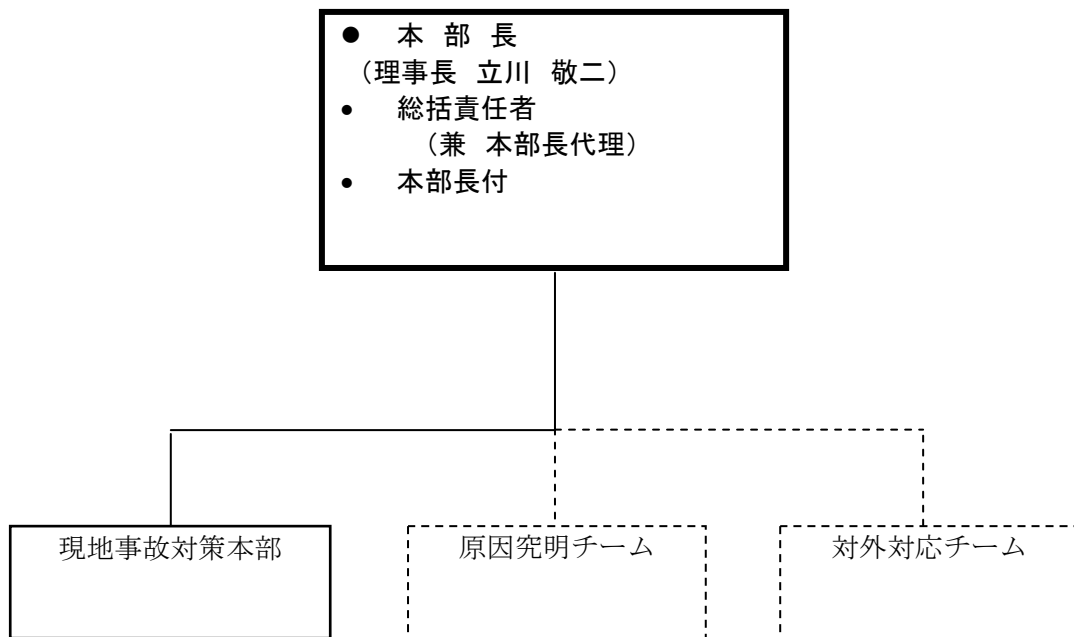 ● 本 部 長
（理事長 立川 敬二）
• 総括責任者
（兼 本部長代理）
• 本部長付
現地事故対策本部
原因究明チーム
対外対応チーム